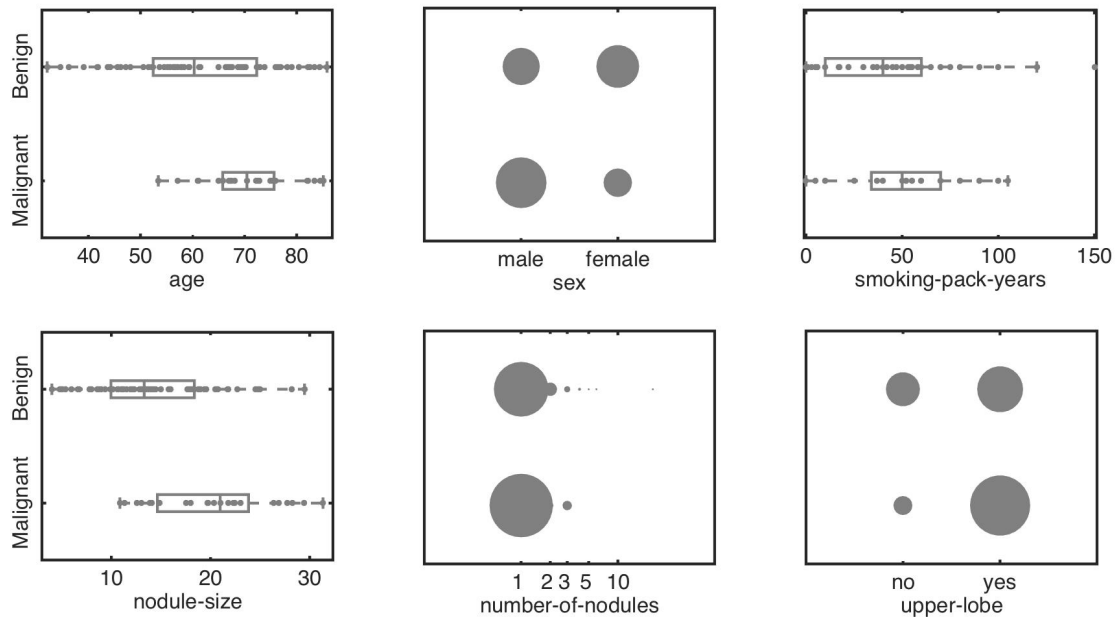 Benign
Malignant
40 50 60 70 80
age
male female
sex
0 50 100 150
smoking-pack-years
Benign
Malignant
10 20 30
nodule-size
1 2 3 5 10
number-of-nodules
no yes
upper-lobe